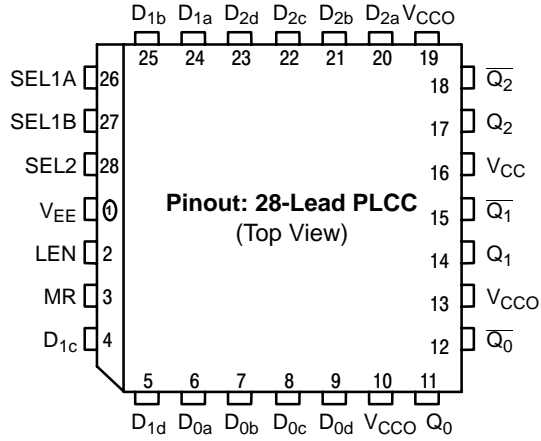 D1b D1a D2d D2c D2b D2a VCCO
25 24 23 22 21 20 19
SEL1A 26 18 Q̅2
SEL1B 27 17 Q2
SEL2 28 16 VCC
VEE 1 Pinout: 28-Lead PLCC 15 Q̅1
(Top View)
LEN 2 14 Q1
MR 3 13 VCCO
D1c 4 12 Q̅0
5 6 7 8 9 10 11
D1d D0a D0b D0c D0d VCCO Q0